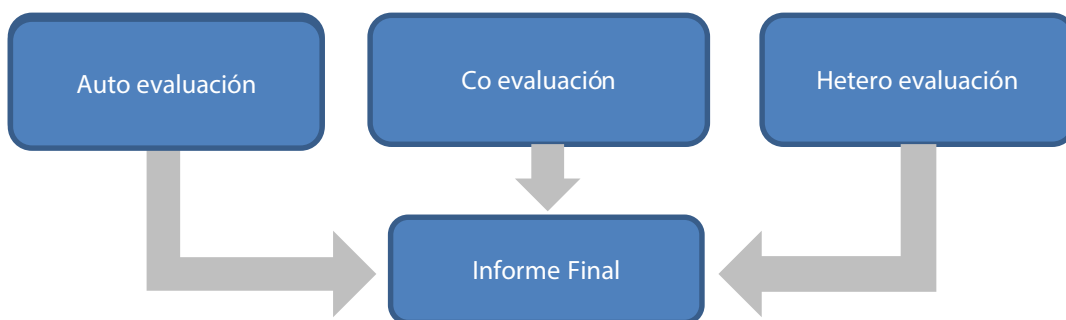 Auto evaluación
Co evaluación
Hetero evaluación
Informe Final